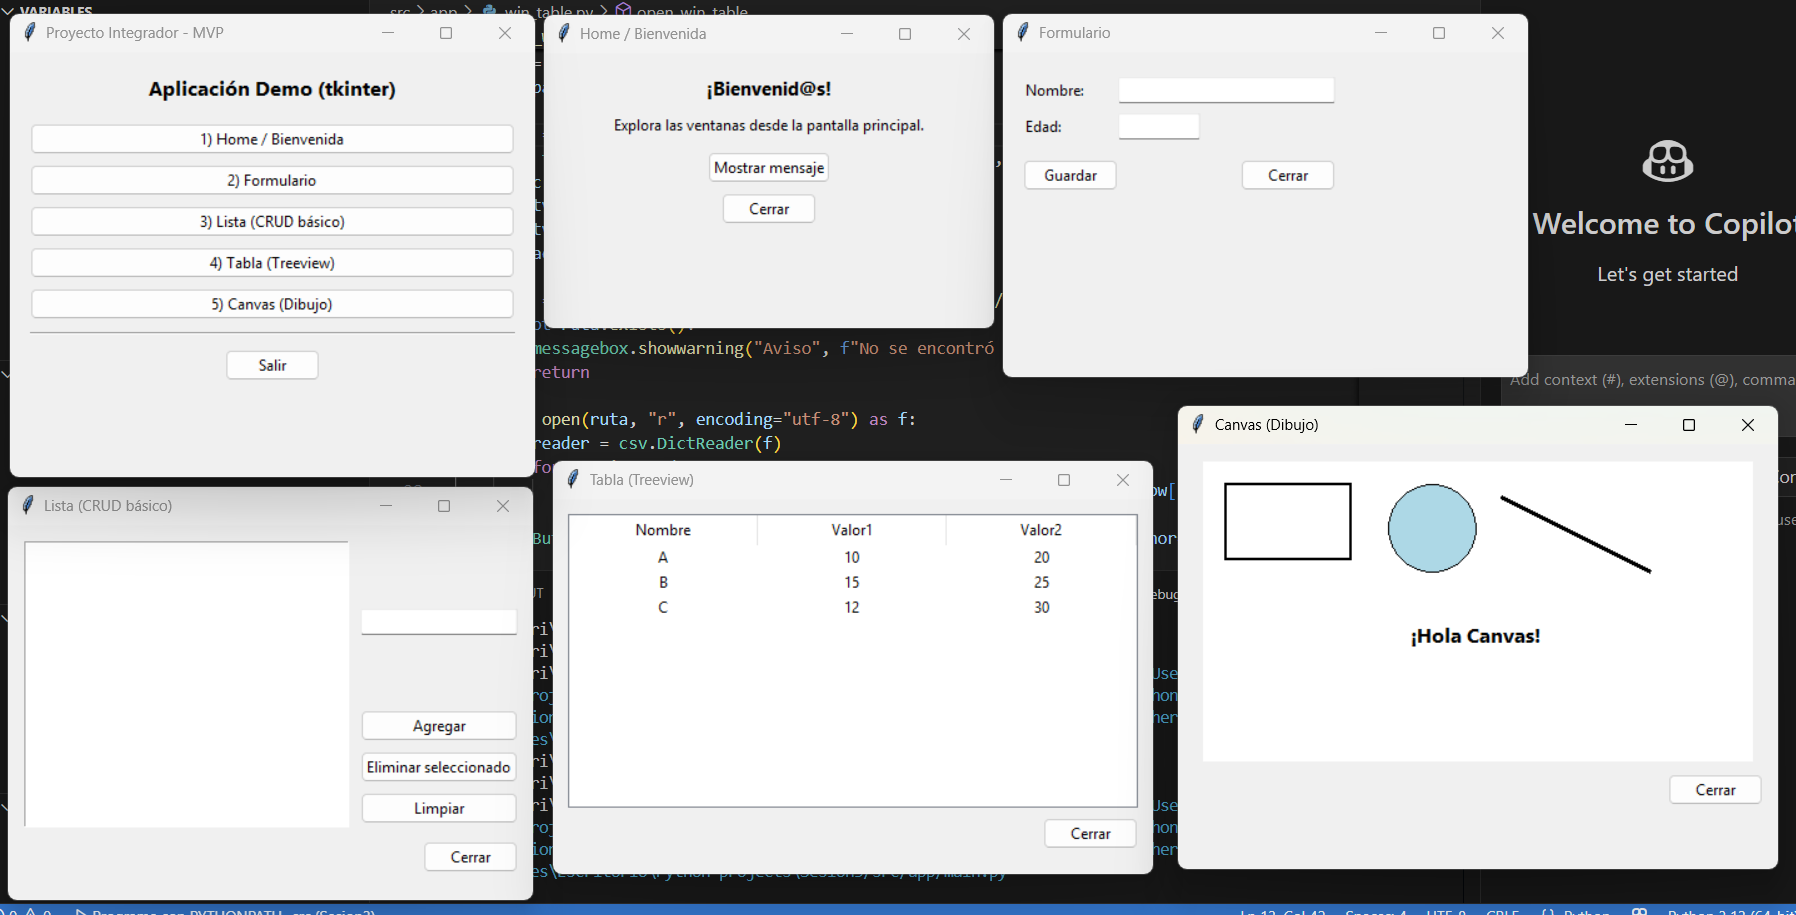 VARIABLES
src > app > win_table.py > open_win_table
Proyecto Integrador - MVP
Aplicación Demo (tkinter)
1) Home / Bienvenida
2) Formulario
3) Lista (CRUD básico)
4) Tabla (Treeview)
5) Canvas (Dibujo)
Salir
Home / Bienvenida
¡Bienvenid@s!
Explora las ventanas desde la pantalla principal.
Mostrar mensaje
Cerrar
Formulario
Nombre:
Edad:
Guardar
Cerrar
Welcome to Copilot
Let's get started
Add context (#), extensions (@), comma
messagebox.showwarning("Aviso", f"No se encontró
return
open(ruta, "r", encoding="utf-8") as f:
reader = csv.DictReader(f)
Lista (CRUD básico)
Agregar
Eliminar seleccionado
Limpiar
Cerrar
Tabla (Treeview)
Nombre Valor1 Valor2
A 10 20
B 15 25
C 12 30
Cerrar
Canvas (Dibujo)
¡Hola Canvas!
Cerrar